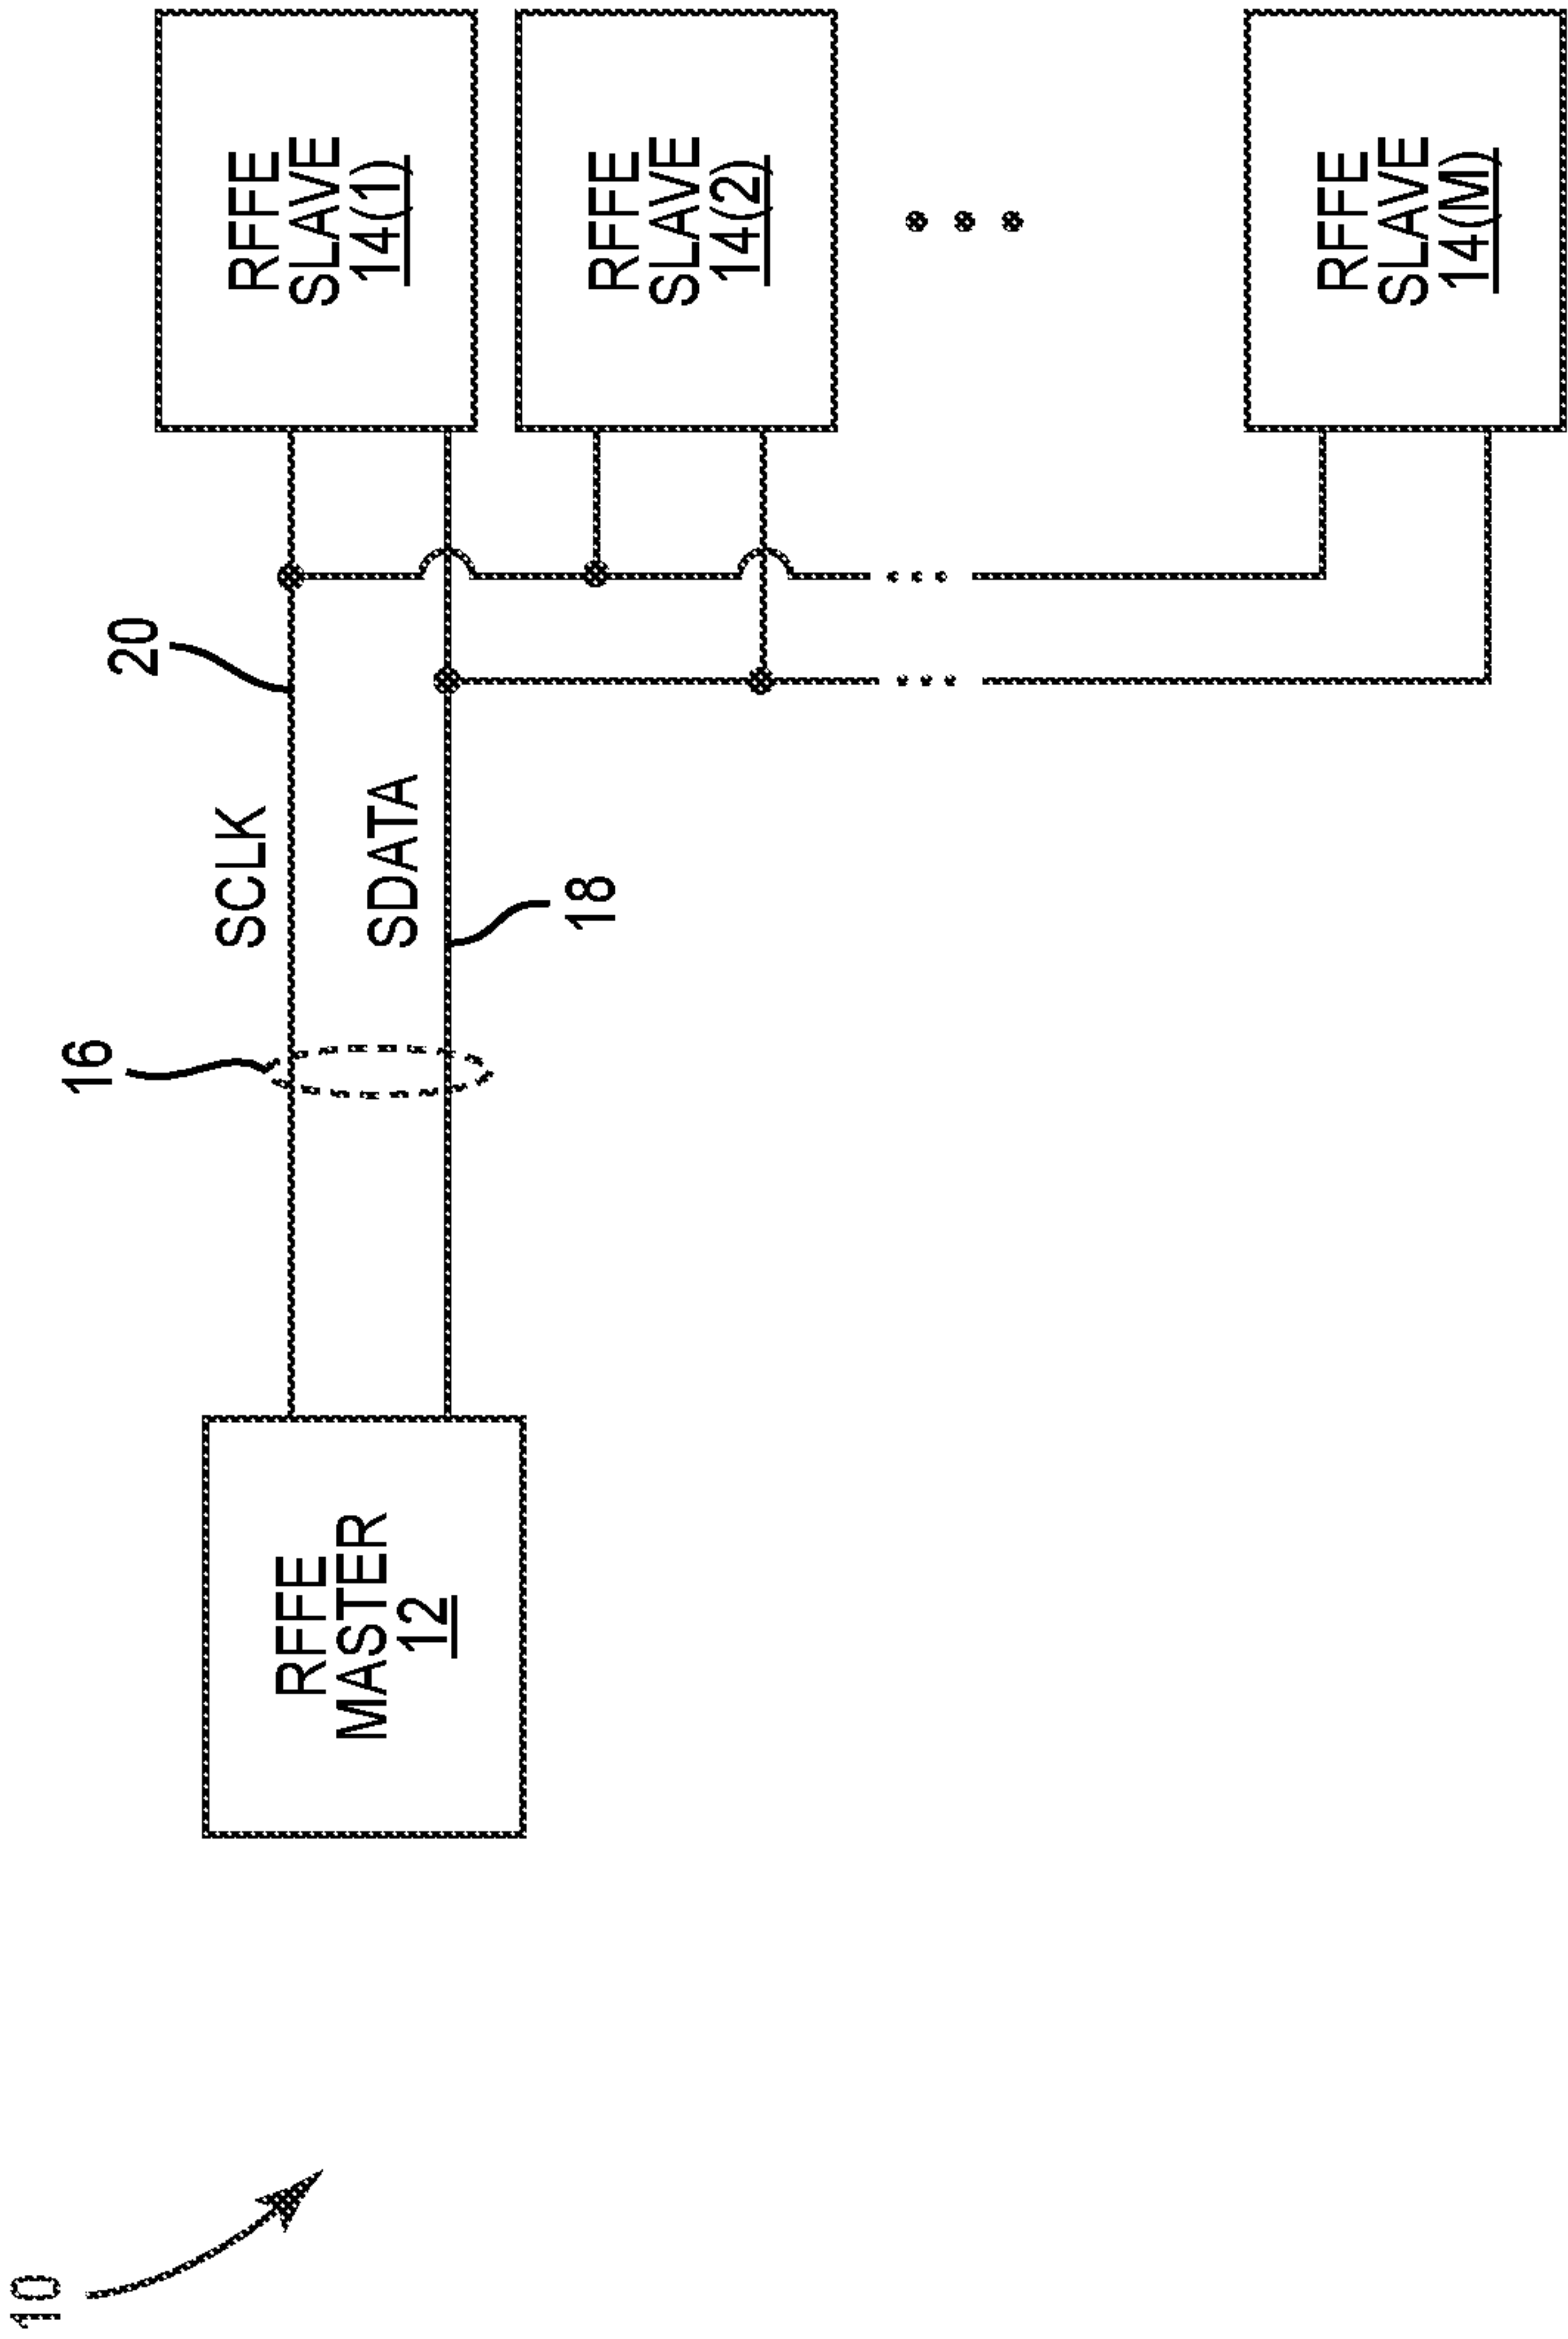 10
RFFE
MASTER
12
16
SCLK
SDATA
18
20
RFFE
SLAVE
14(1)
RFFE
SLAVE
14(2)
RFFE
SLAVE
14(M)